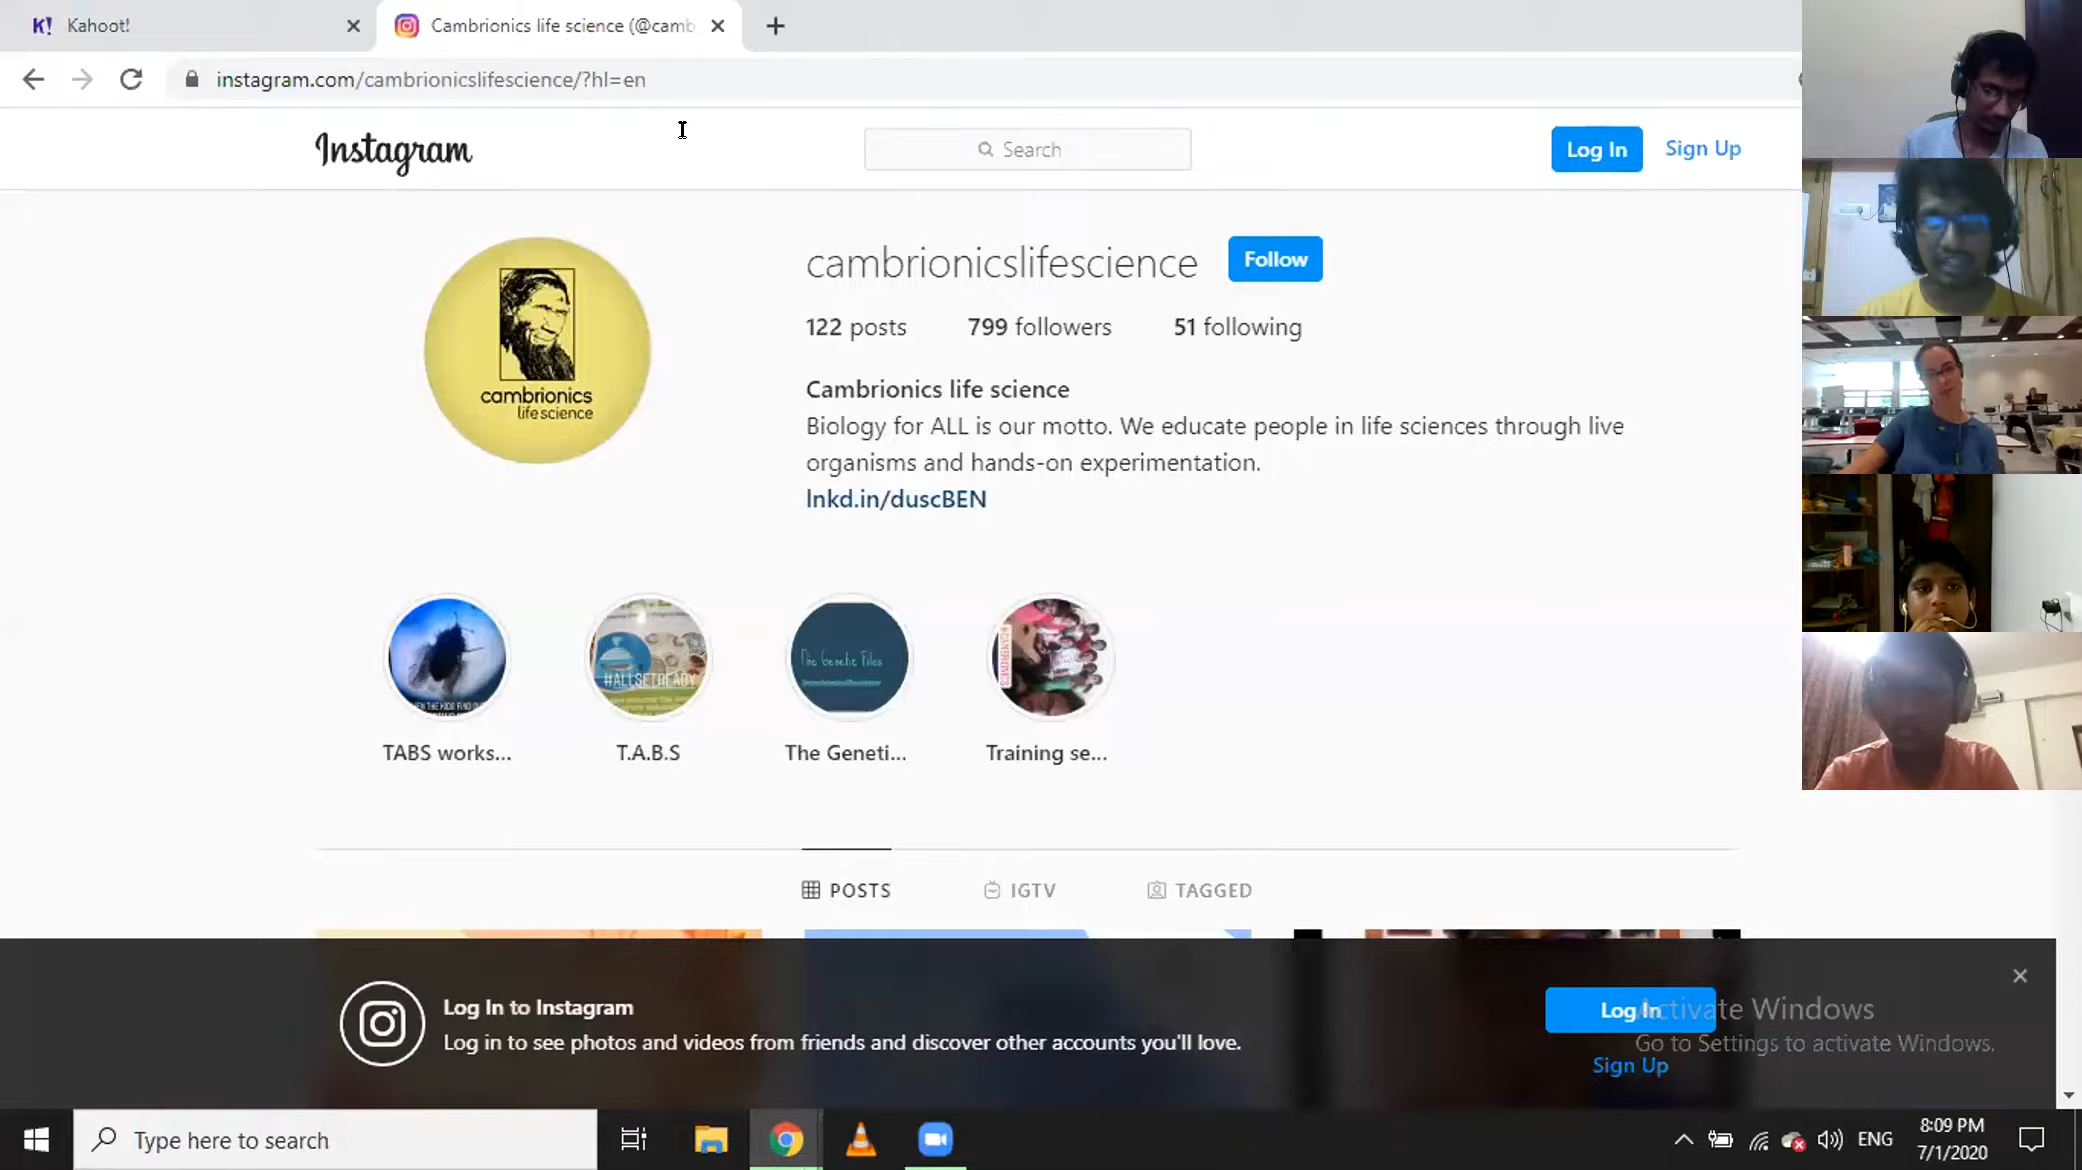 K! Kahoot!
Cambrionics life science (@camb
instagram.com/cambrionicslifescience/?hl=en
Instagram
Search
Log In
Sign Up
cambrionics
life science
cambrionicslifescience
Follow
122 posts 799 followers 51 following
Cambrionics life science
Biology for ALL is our motto. We educate people in life sciences through live
organisms and hands-on experimentation.
lnkd.in/duscBEN
#ALLSETREADY
The Genetic Files
TABS works...
T.A.B.S
The Geneti...
Training se...
POSTS
IGTV
TAGGED
Log In to Instagram
Log in to see photos and videos from friends and discover other accounts you'll love.
Log In
Sign Up
Activate Windows
Go to Settings to activate Windows.
Type here to search
ENG
8:09 PM
7/1/2020